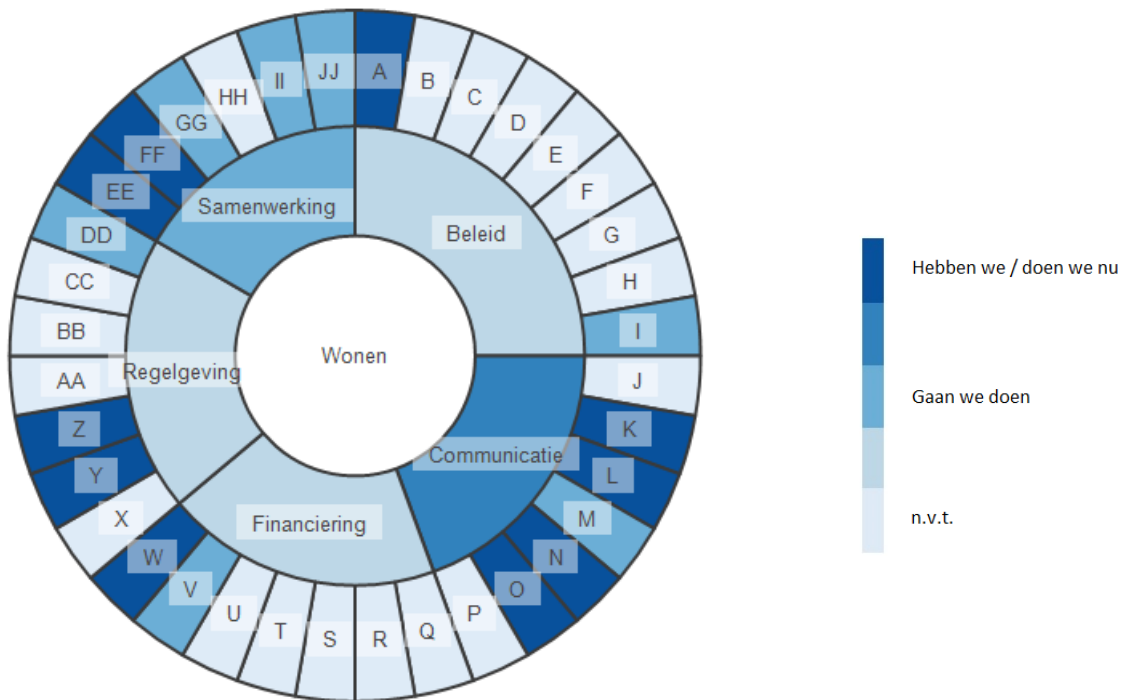 A
B
C
D
E
F
G
H
I
J
K
L
M
N
O
P
Q
R
S
T
U
V
W
X
Y
Z
AA
BB
CC
DD
EE
FF
GG
HH
II
JJ
Beleid
Communicatie
Financiering
Regelgeving
Samenwerking
Wonen
Hebben we / doen we nu
Gaan we doen
n.v.t.